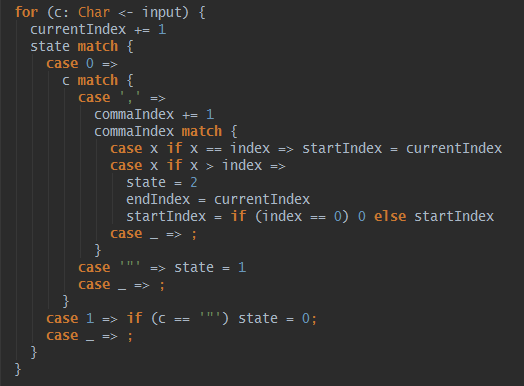 for (c: Char <- input) {
  currentIndex += 1
  state match {
    case 0 =>
      c match {
        case ',' =>
          commaIndex += 1
          commaIndex match {
            case x if x == index => startIndex = currentIndex
            case x if x > index =>
              state = 2
              endIndex = currentIndex
              startIndex = if (index == 0) 0 else startIndex
            case _ => ;
          }
        case '"' => state = 1
        case _ => ;
      }
    case 1 => if (c == '"') state = 0;
    case _ => ;
  }
}